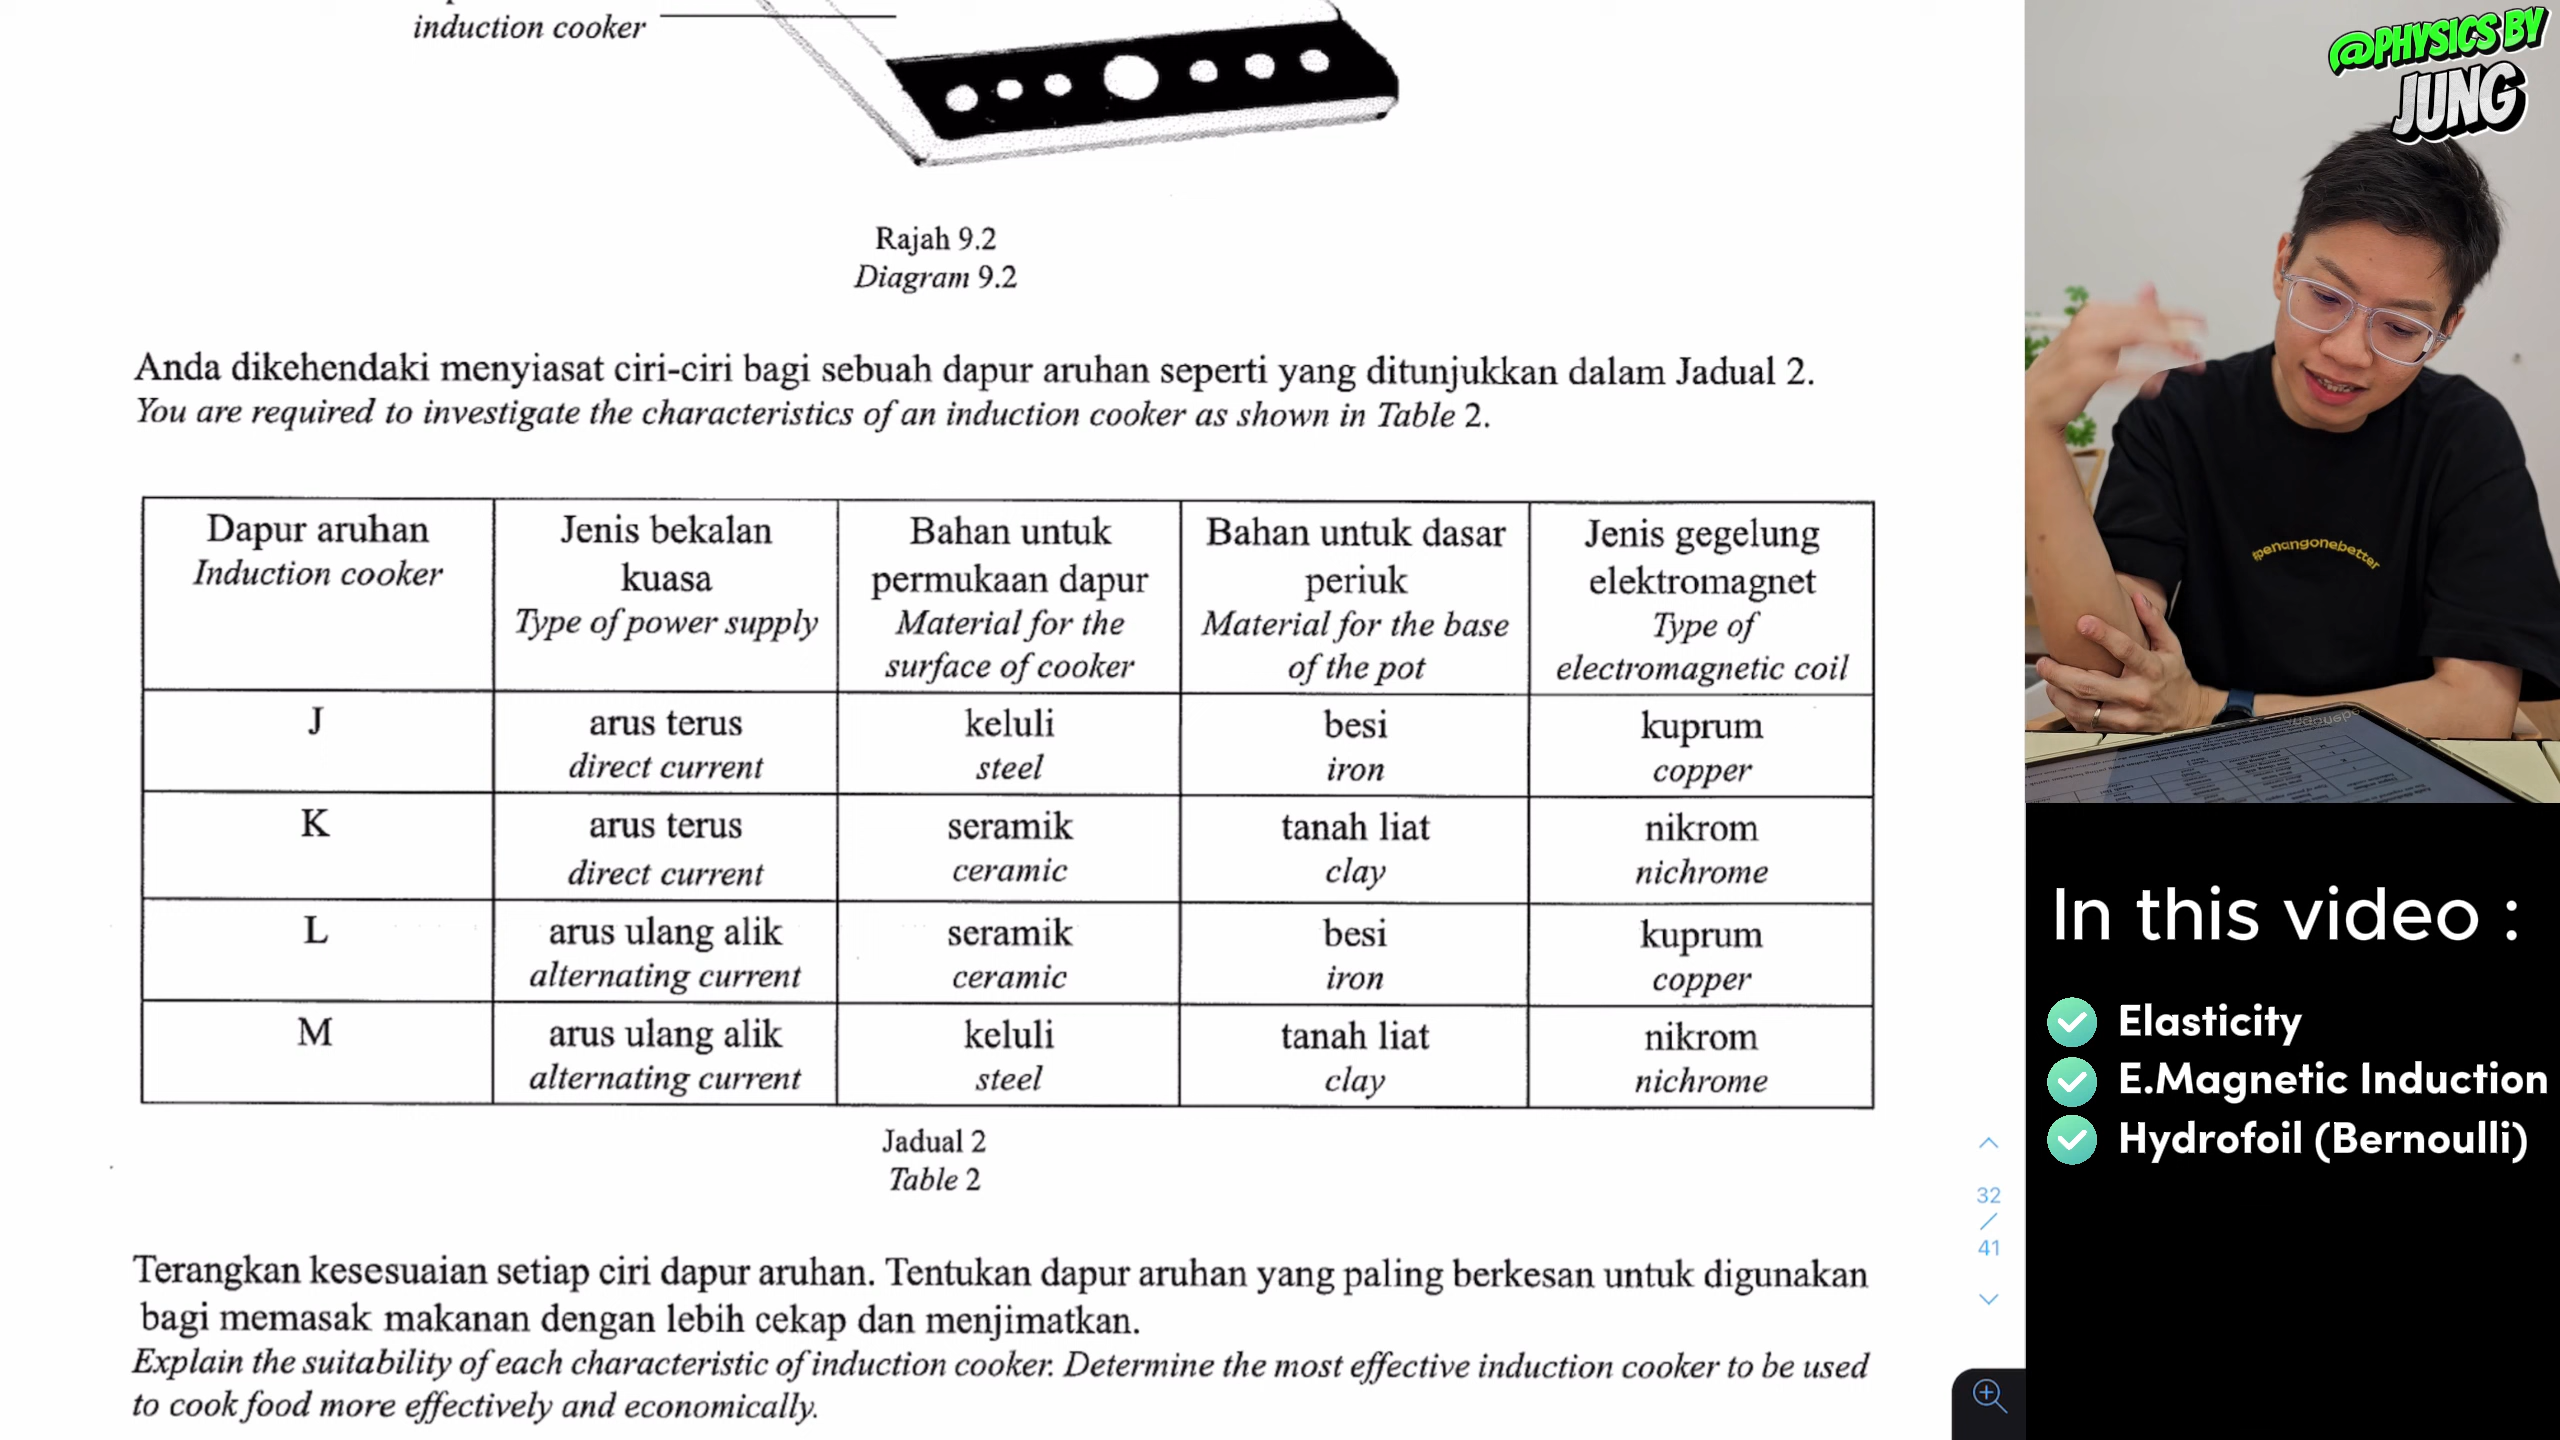 induction cooker
Rajah 9.2
Diagram 9.2
Anda dikehendaki menyiasat ciri-ciri bagi sebuah dapur aruhan seperti yang ditunjukkan dalam Jadual 2.
You are required to investigate the characteristics of an induction cooker as shown in Table 2.
Dapur aruhan
Induction cooker
Jenis bekalan
kuasa
Type of power supply
Bahan untuk
permukaan dapur
Material for the
surface of cooker
Bahan untuk dasar
periuk
Material for the base
of the pot
Jenis gegelung
elektromagnet
Type of
electromagnetic coil
J
arus terus
direct current
keluli
steel
besi
iron
kuprum
copper
K
arus terus
direct current
seramik
ceramic
tanah liat
clay
nikrom
nichrome
L
arus ulang alik
alternating current
seramik
ceramic
besi
iron
kuprum
copper
M
arus ulang alik
alternating current
keluli
steel
tanah liat
clay
nikrom
nichrome
Jadual 2
Table 2
Terangkan kesesuaian setiap ciri dapur aruhan. Tentukan dapur aruhan yang paling berkesan untuk digunakan
bagi memasak makanan dengan lebih cekap dan menjimatkan.
Explain the suitability of each characteristic of induction cooker. Determine the most effective induction cooker to be used
to cook food more effectively and economically.
32
/
41
@PHYSICS BY
JUNG
#penangonebetter
In this video :
Elasticity
E.Magnetic Induction
Hydrofoil (Bernoulli)